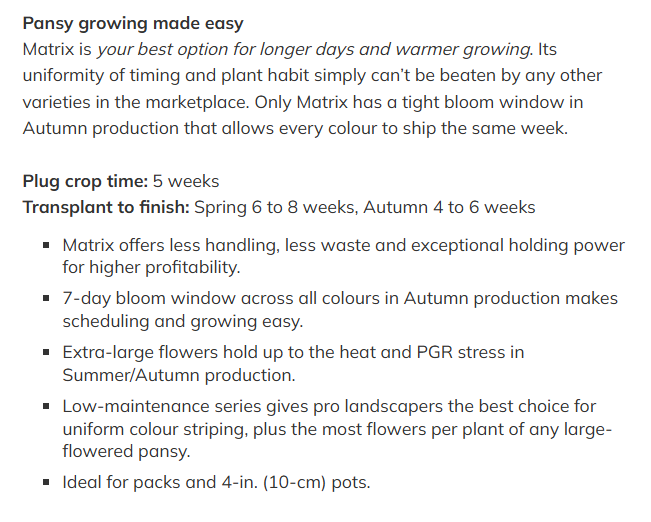 Pansy growing made easy
Matrix is your best option for longer days and warmer growing. Its
uniformity of timing and plant habit simply can’t be beaten by any other
varieties in the marketplace. Only Matrix has a tight bloom window in
Autumn production that allows every colour to ship the same week.
Plug crop time: 5 weeks
Transplant to finish: Spring 6 to 8 weeks, Autumn 4 to 6 weeks
▪ Matrix offers less handling, less waste and exceptional holding power
for higher profitability.
▪ 7-day bloom window across all colours in Autumn production makes
scheduling and growing easy.
▪ Extra-large flowers hold up to the heat and PGR stress in
Summer/Autumn production.
▪ Low-maintenance series gives pro landscapers the best choice for
uniform colour striping, plus the most flowers per plant of any large-
flowered pansy.
▪ Ideal for packs and 4-in. (10-cm) pots.